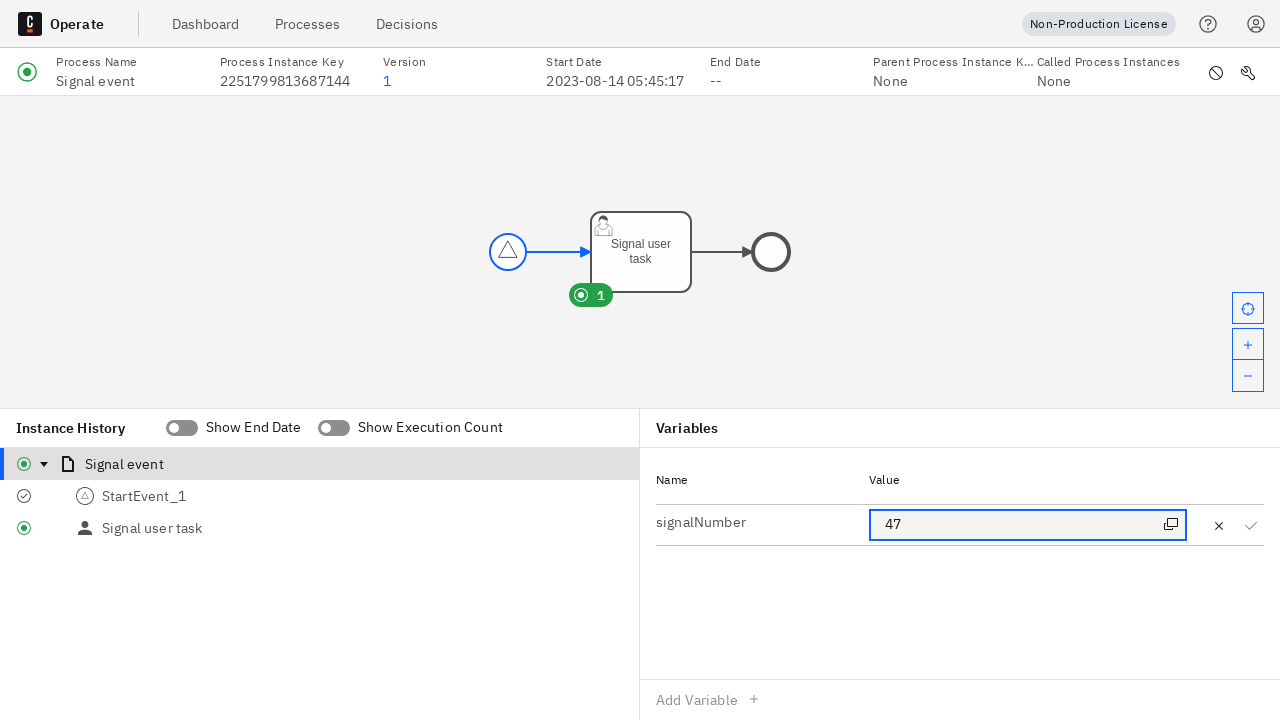 Operate
Dashboard
Processes
Decisions
Non-Production License
Process Name
Signal event
Process Instance Key
2251799813687144
Version
1
Start Date
2023-08-14 05:45:17
End Date
--
Parent Process Instance K...
None
Called Process Instances
None
Signal user
task
1
Instance History
Show End Date
Show Execution Count
Signal event
StartEvent_1
Signal user task
Variables
Name
Value
signalNumber
47
Add Variable +